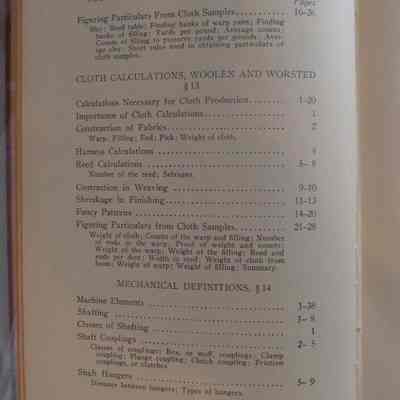 Pages
Figuring Particulars From Cloth Samples 16-26
Sley; Reed table; Finding hanks of warp yarn; Finding
hanks of filling; Yards per pound; Average counts;
Counts of filling to preserve yards per pound; Aver-
age sley; Short rules used in obtaining particulars of
cloth samples.
CLOTH CALCULATIONS, WOOLEN AND WORSTED
§ 13
Calculations Necessary for Cloth Production 1-20
Importance of Cloth Calculations 1
Construction of Fabrics 2
Warp; Filling; End; Pick; Weight of cloth.
Harness Calculations 4
Reed Calculations 5-8
Number of the reed; Selvages.
Contraction in Weaving 9-10
Shrinkage in Finishing 11-13
Fancy Patterns 14-20
Figuring Particulars from Cloth Samples 21-28
Weight of cloth; Counts of the warp and filling; Number
of ends in the warp; Proof of weight and counts;
Weight of the warp; Weight of the filling; Reed and
ends per dent; Width in reed; Weight of cloth from
loom; Weight of warp; Weight of filling; Summary.
MECHANICAL DEFINITIONS, § 14
Machine Elements 1-38
Shafting 1-8
Classes of Shafting 1
Shaft Couplings 2-5
Classes of couplings; Box, or muff, couplings; Clamp
coupling; Flange coupling; Clutch coupling; Friction
couplings, or clutches.
Shaft Hangers 5-9
Distance between hangers; Types of hangers.